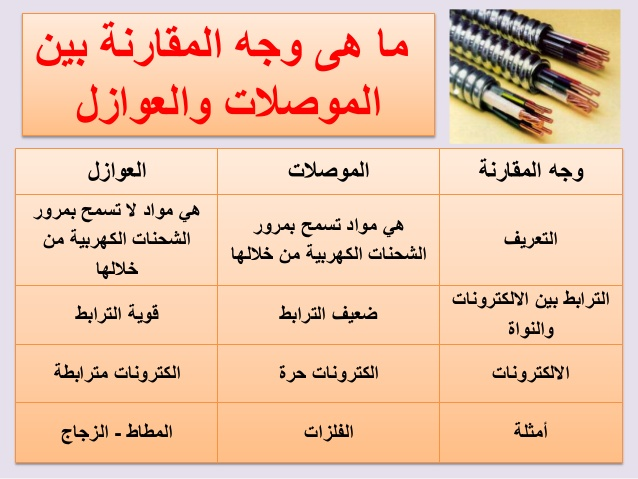 ما هى وجه المقارنة بين
الموصلات والعوازل
وجه المقارنة
الموصلات
العوازل
التعريف
هي مواد تسمح بمرور
الشحنات الكهربية من خلالها
هي مواد لا تسمح بمرور
الشحنات الكهربية من
خلالها
الترابط بين الالكترونات
والنواة
ضعيف الترابط
قوية الترابط
الالكترونات
الكترونات حرة
الكترونات مترابطة
أمثلة
الفلزات
المطاط - الزجاج